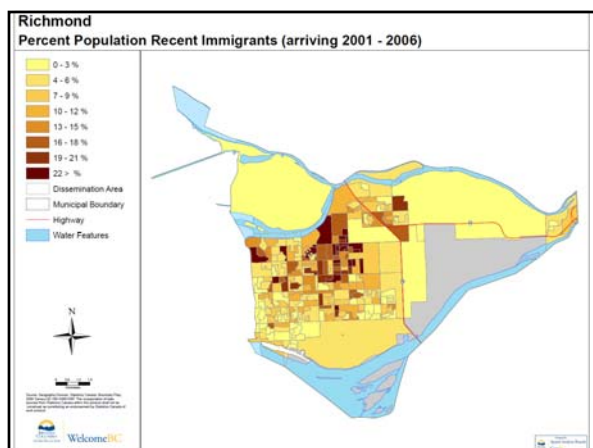 Richmond
Percent Population Recent Immigrants (arriving 2001 - 2006)
0 - 3 %
4 - 6 %
7 - 9 %
10 - 12 %
13 - 15 %
16 - 18 %
19 - 21 %
22 > %
Dissemination Area
Municipal Boundary
Highway
Water Features
N
WelcomeBC